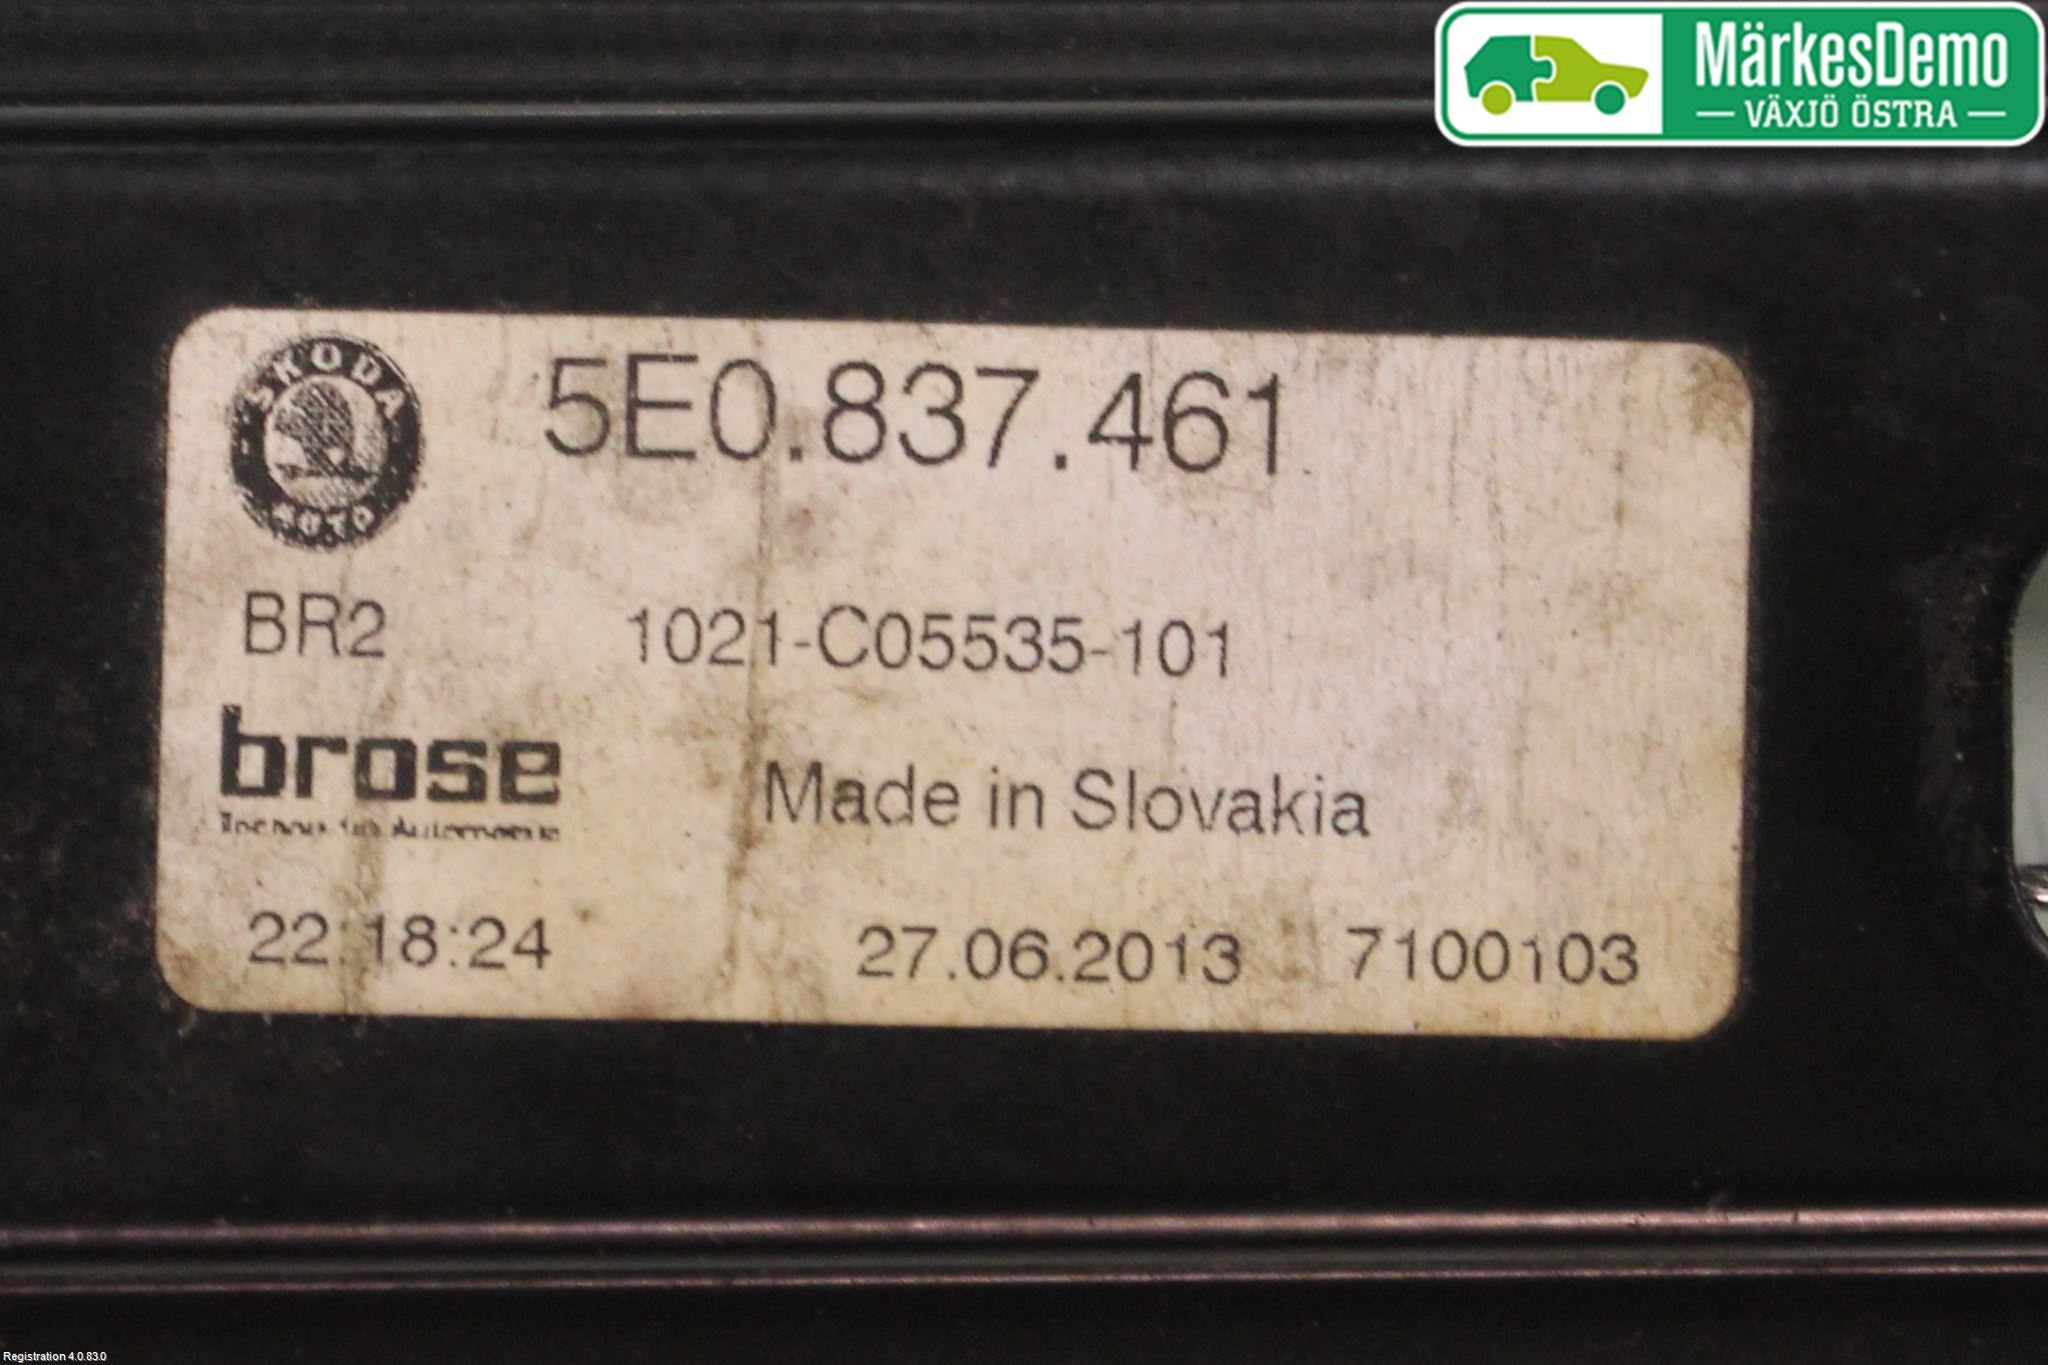 MärkesDemo
VÄXJÖ ÖSTRA
SKODA
AUTO
5E0.837.461
BR2 1021-C05535-101
brose
Made in Slovakia
22:18:24 27.06.2013 7100103
Registration 4.0.83.0